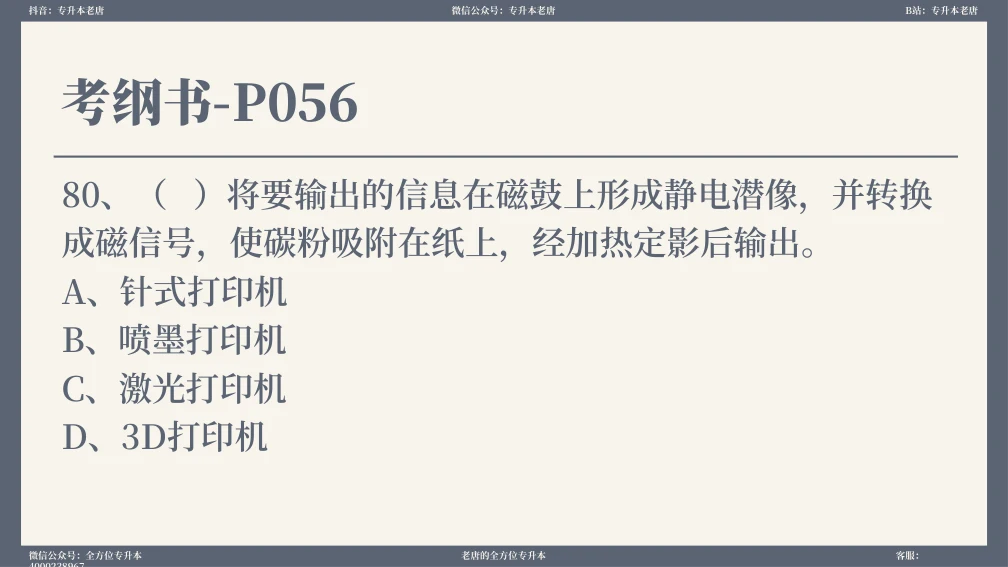 抖音：专升本老唐
微信公众号：专升本老唐
B站：专升本老唐
考纲书-P056
80、（ ）将要输出的信息在磁鼓上形成静电潜像，并转换
成磁信号，使碳粉吸附在纸上，经加热定影后输出。
A、针式打印机
B、喷墨打印机
C、激光打印机
D、3D打印机
微信公众号：全方位专升本
老唐的全方位专升本
客服：